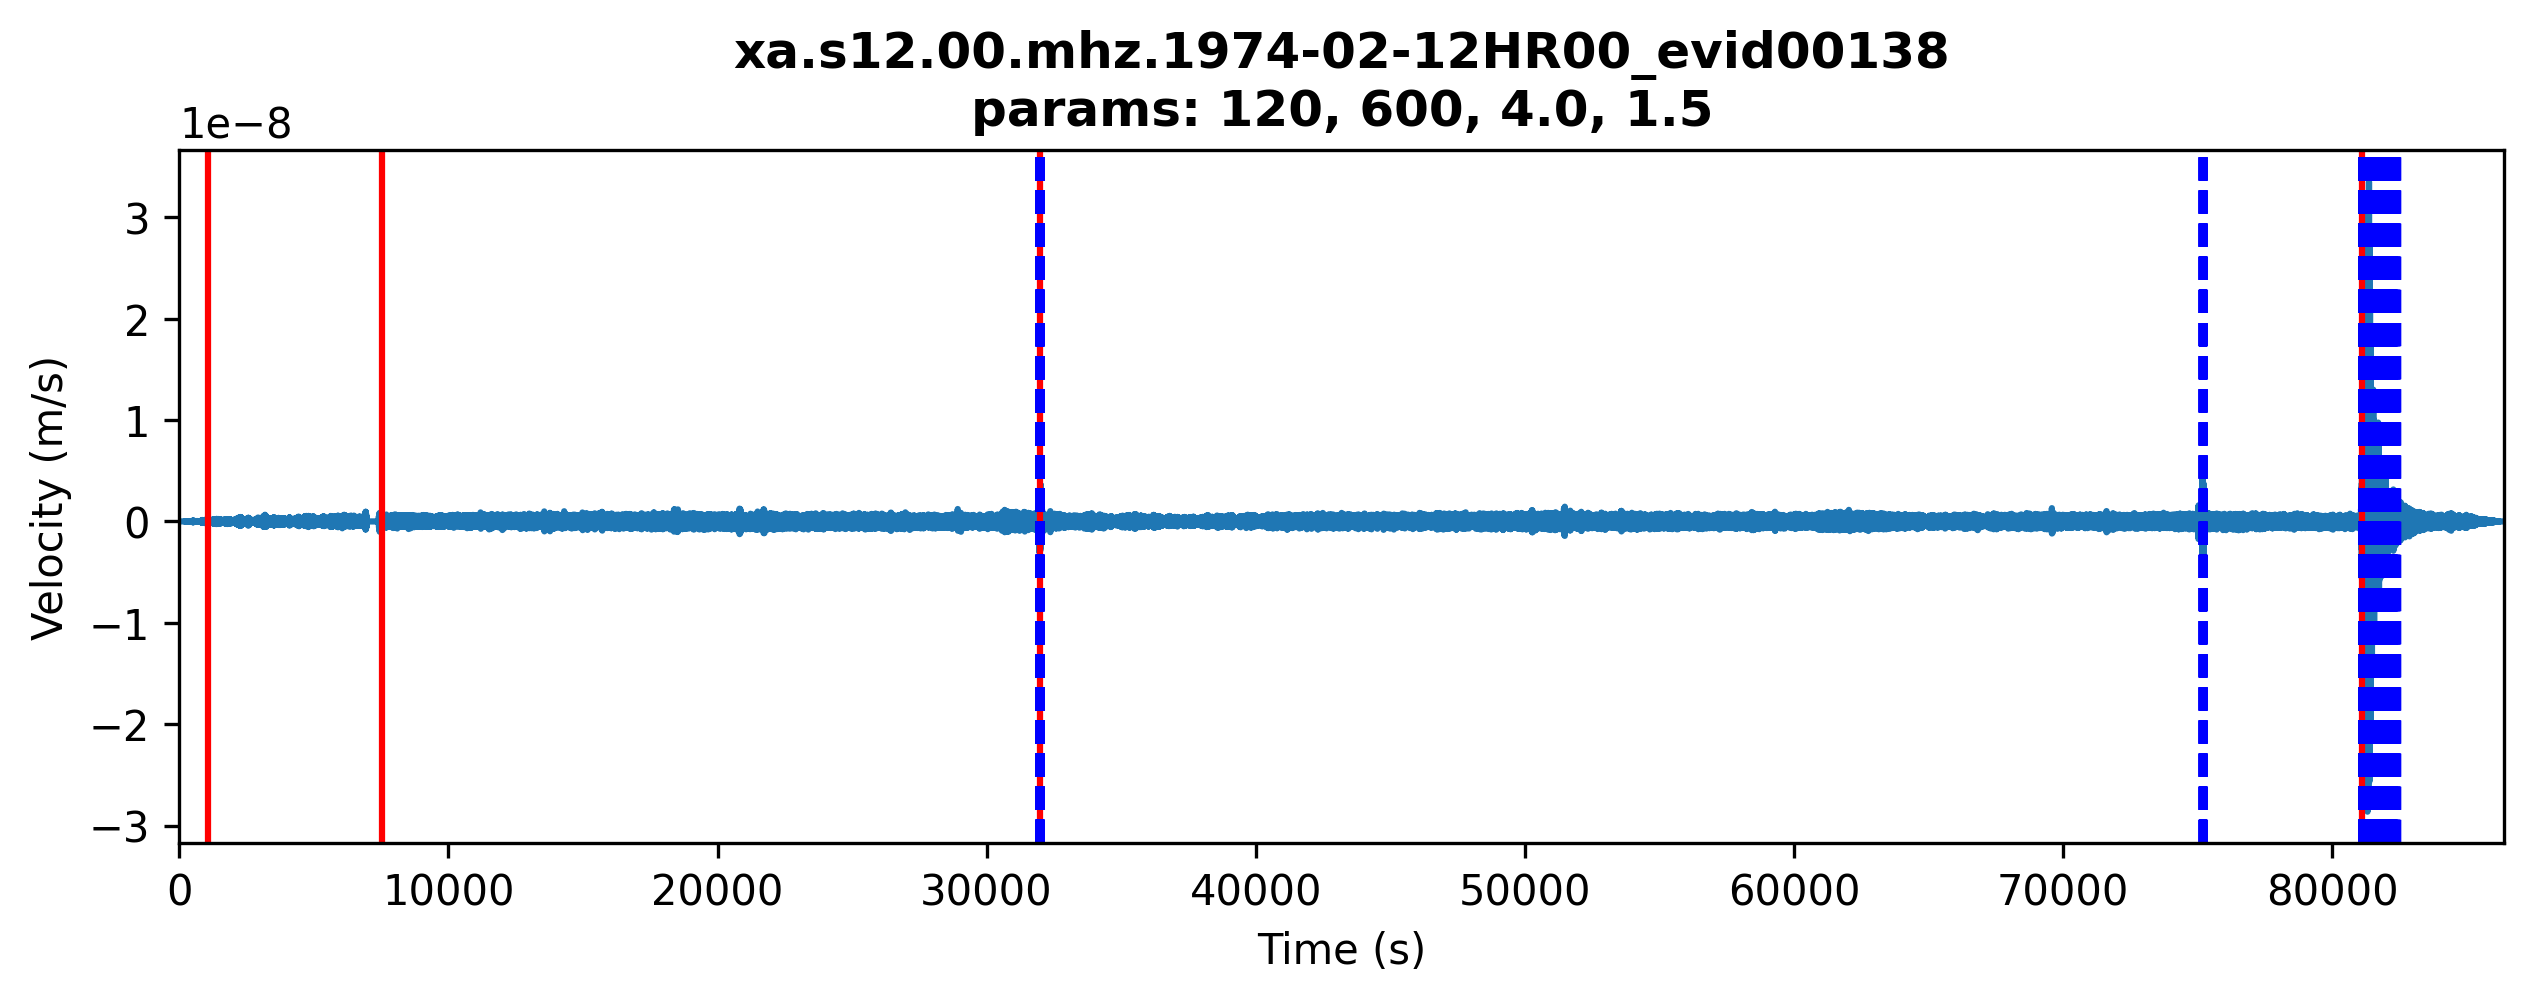 xa.s12.00.mhz.1974-02-12HR00_evid00138
params: 120, 600, 4.0, 1.5
1e−8
3
2
1
0
−1
−2
−3
Velocity (m/s)
0 10000 20000 30000 40000 50000 60000 70000 80000
Time (s)